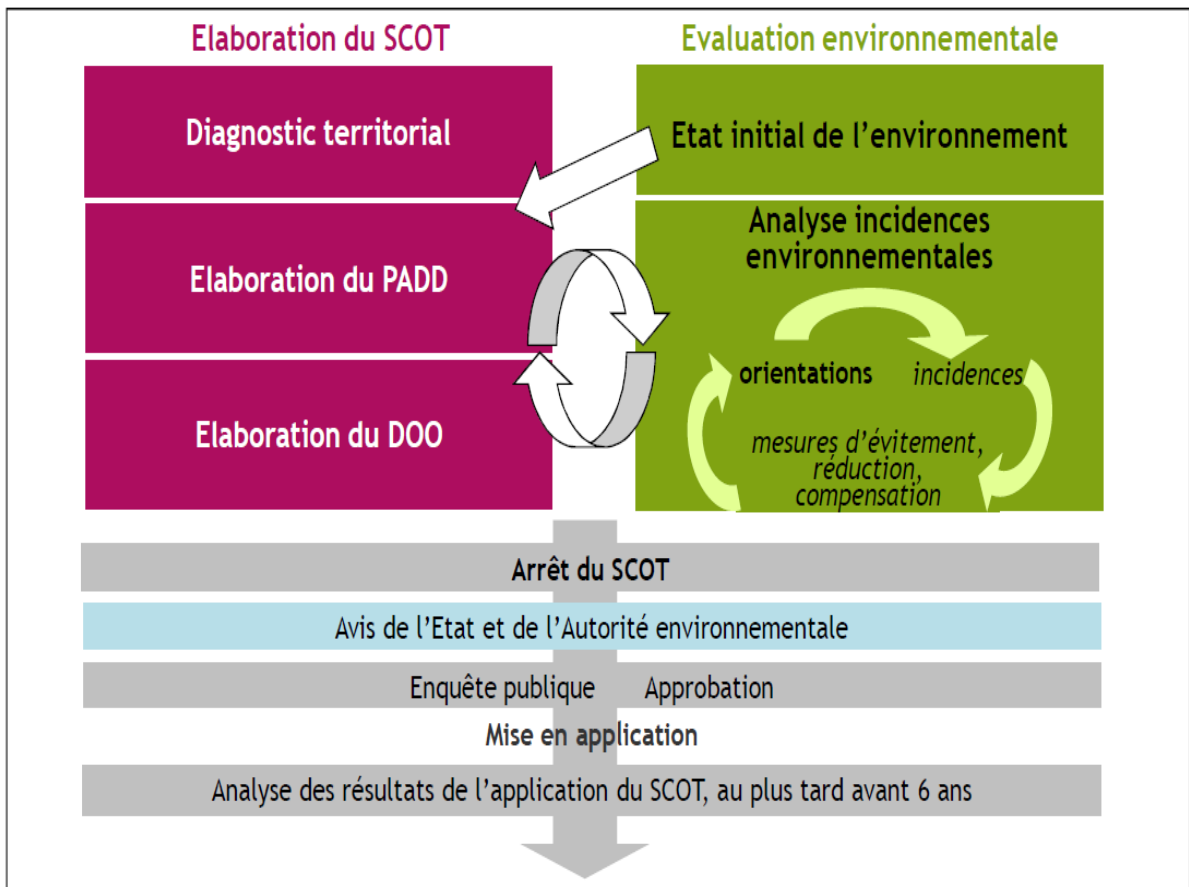 Elaboration du SCOT
Evaluation environnementale
Diagnostic territorial
Etat initial de l'environnement
Elaboration du PADD
Analyse incidences
environnementales
orientations
incidences
Elaboration du DOO
mesures d'évitement,
réduction,
compensation
Arrêt du SCOT
Avis de l'Etat et de l'Autorité environnementale
Enquête publique Approbation
Mise en application
Analyse des résultats de l'application du SCOT, au plus tard avant 6 ans